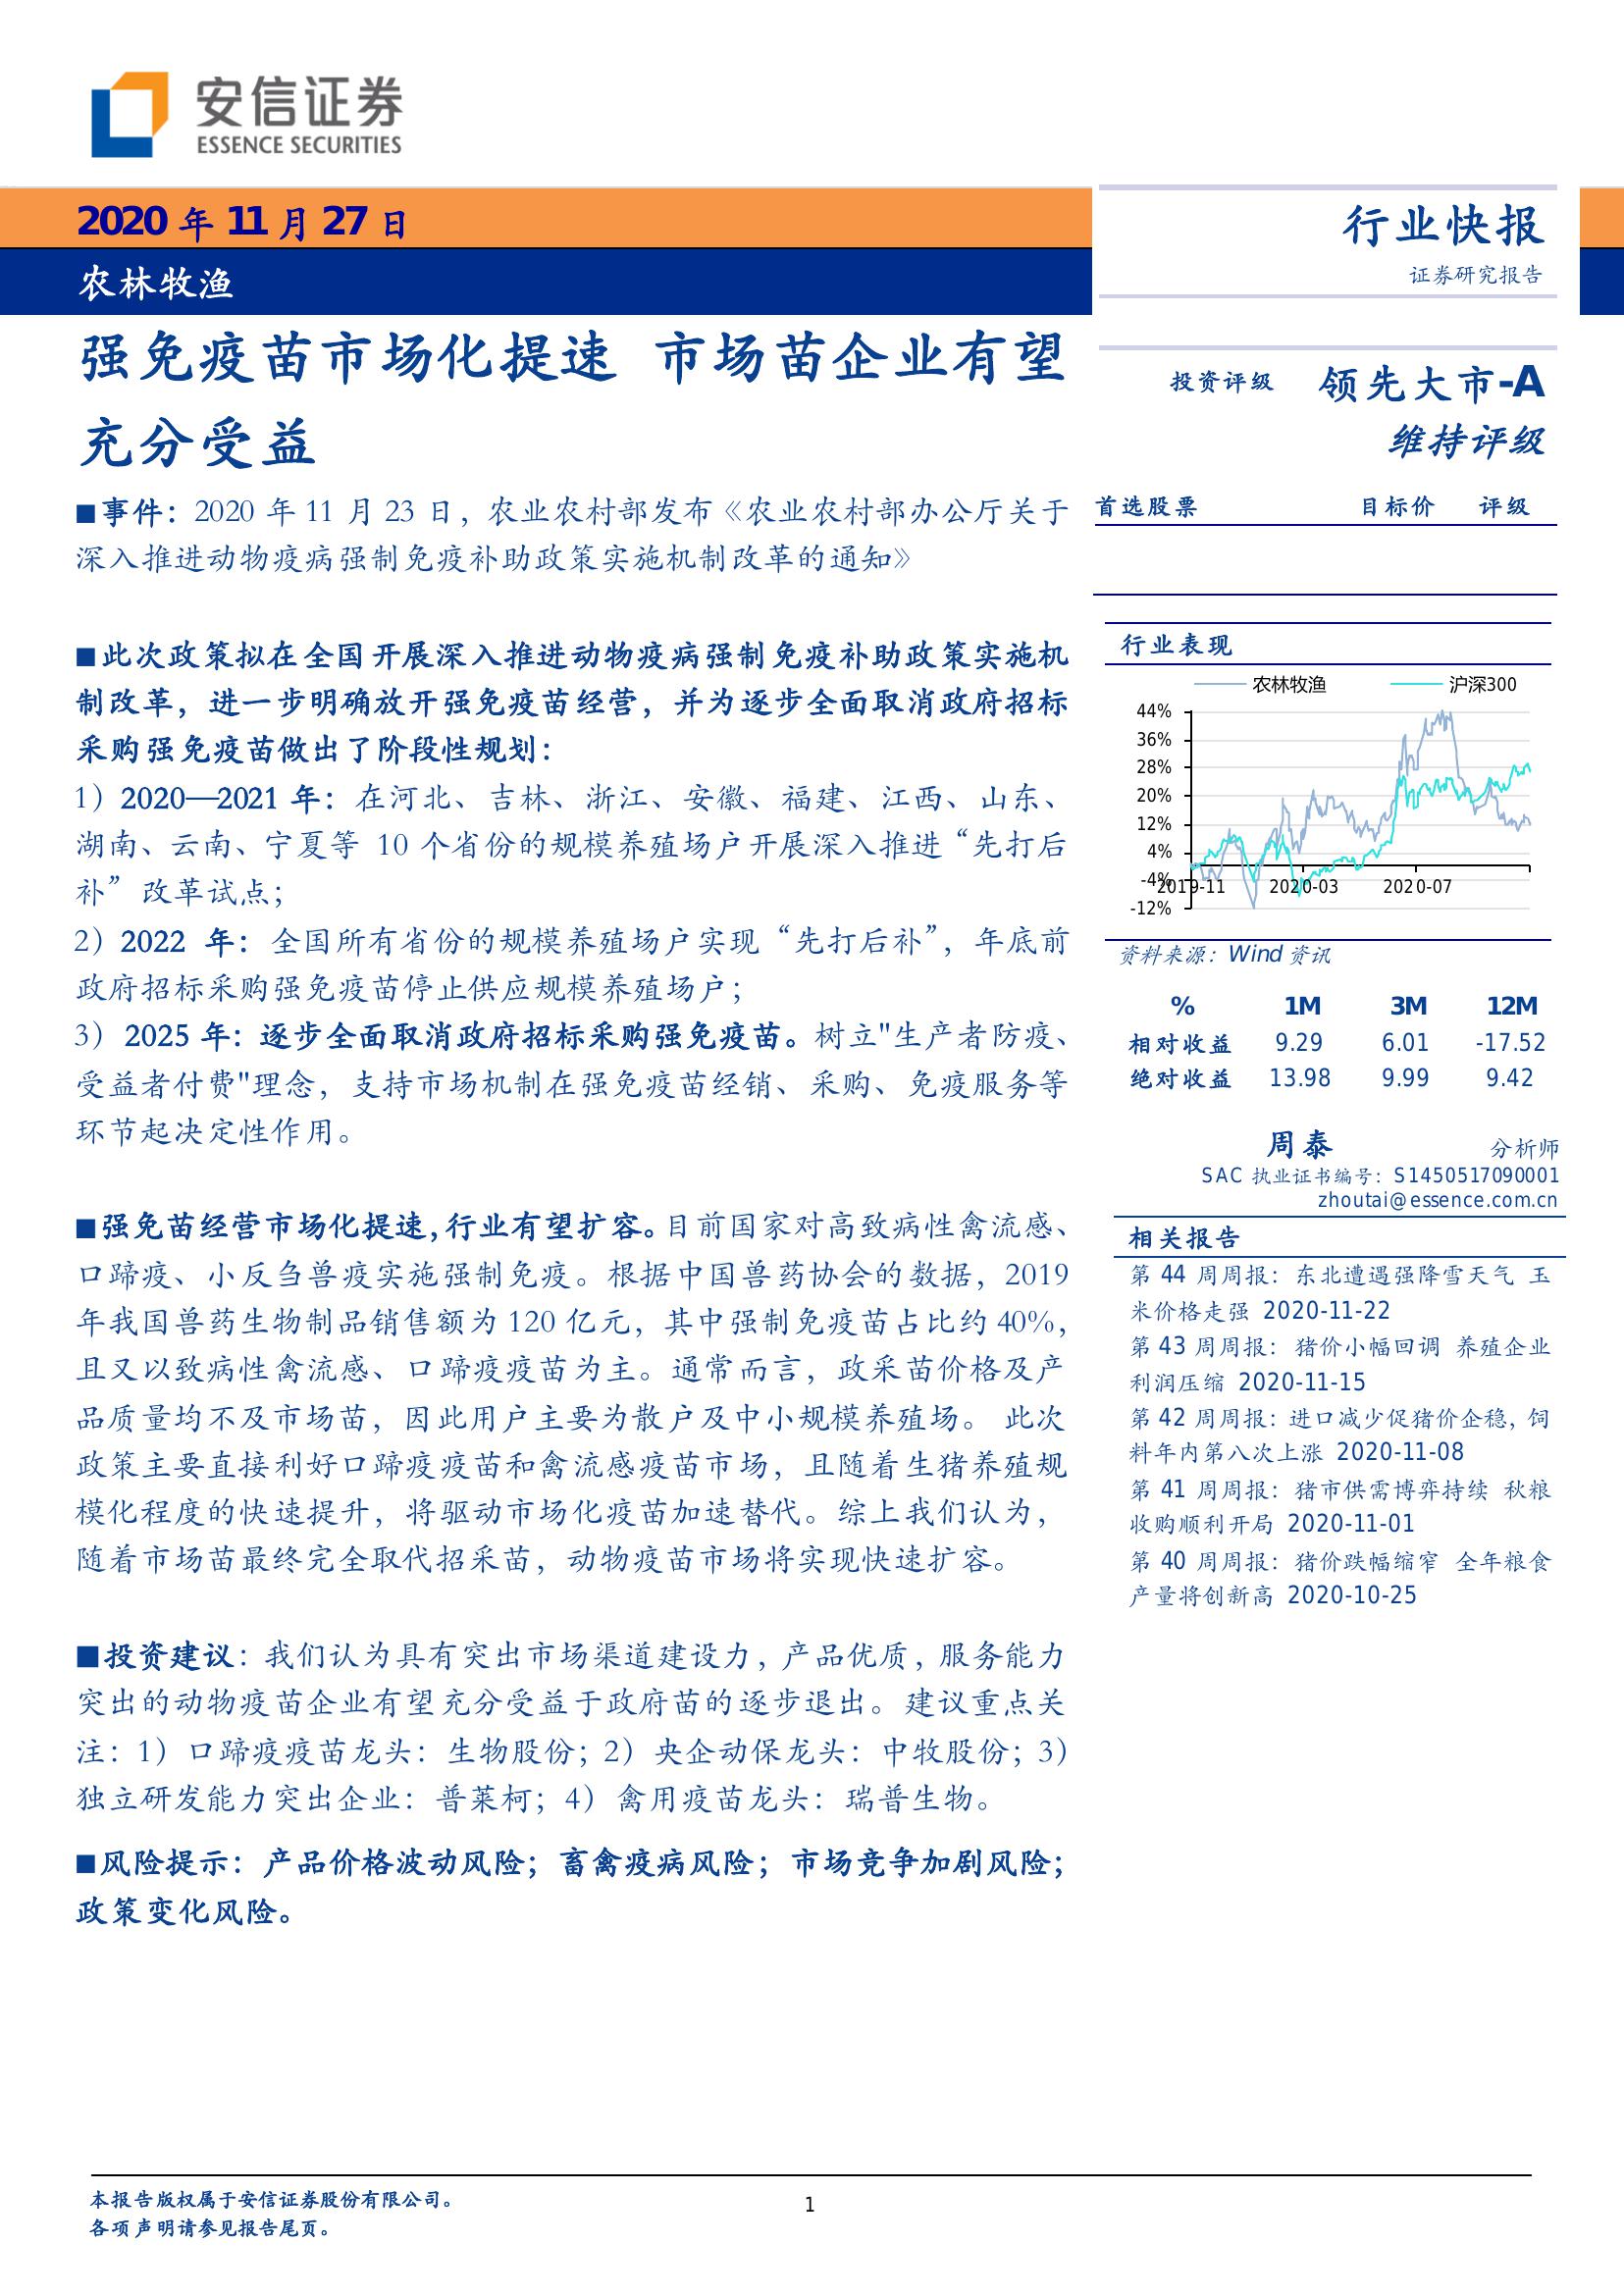 安信证券
ESSENCE SECURITIES
2020 年 11 月 27 日
农林牧渔
行业快报
证券研究报告
强免疫苗市场化提速 市场苗企业有望
充分受益
■事件：2020 年 11 月 23 日，农业农村部发布《农业农村部办公厅关于
深入推进动物疫病强制免疫补助政策实施机制改革的通知》
■此次政策拟在全国开展深入推进动物疫病强制免疫补助政策实施机
制改革，进一步明确放开强免疫苗经营，并为逐步全面取消政府招标
采购强免疫苗做出了阶段性规划：
1）2020—2021 年：在河北、吉林、浙江、安徽、福建、江西、山东、
湖南、云南、宁夏等 10 个省份的规模养殖场户开展深入推进“先打后
补”改革试点；
2）2022 年：全国所有省份的规模养殖场户实现“先打后补”，年底前
政府招标采购强免疫苗停止供应规模养殖场户；
3）2025 年：逐步全面取消政府招标采购强免疫苗。树立"生产者防疫、
受益者付费"理念，支持市场机制在强免疫苗经销、采购、免疫服务等
环节起决定性作用。
■强免苗经营市场化提速,行业有望扩容。目前国家对高致病性禽流感、
口蹄疫、小反刍兽疫实施强制免疫。根据中国兽药协会的数据，2019
年我国兽药生物制品销售额为 120 亿元，其中强制免疫苗占比约 40%，
且又以致病性禽流感、口蹄疫疫苗为主。通常而言，政采苗价格及产
品质量均不及市场苗，因此用户主要为散户及中小规模养殖场。 此次
政策主要直接利好口蹄疫疫苗和禽流感疫苗市场，且随着生猪养殖规
模化程度的快速提升，将驱动市场化疫苗加速替代。综上我们认为，
随着市场苗最终完全取代招采苗，动物疫苗市场将实现快速扩容。
■投资建议：我们认为具有突出市场渠道建设力，产品优质，服务能力
突出的动物疫苗企业有望充分受益于政府苗的逐步退出。建议重点关
注：1）口蹄疫疫苗龙头：生物股份；2）央企动保龙头：中牧股份；3）
独立研发能力突出企业：普莱柯；4）禽用疫苗龙头：瑞普生物。
■风险提示：产品价格波动风险；畜禽疫病风险；市场竞争加剧风险；
政策变化风险。
投资评级 领先大市-A
维持评级
首选股票 目标价 评级
行业表现
农林牧渔 沪深300
44%
36%
28%
20%
12%
4%
-4%
-12%
2019-11 2020-03 2020-07
资料来源：Wind 资讯
% 1M 3M 12M
相对收益 9.29 6.01 -17.52
绝对收益 13.98 9.99 9.42
周泰 分析师
SAC 执业证书编号：S1450517090001
zhoutai@essence.com.cn
相关报告
第 44 周周报：东北遭遇强降雪天气 玉
米价格走强 2020-11-22
第 43 周周报：猪价小幅回调 养殖企业
利润压缩 2020-11-15
第 42 周周报：进口减少促猪价企稳，饲
料年内第八次上涨 2020-11-08
第 41 周周报：猪市供需博弈持续 秋粮
收购顺利开局 2020-11-01
第 40 周周报：猪价跌幅缩窄 全年粮食
产量将创新高 2020-10-25
本报告版权属于安信证券股份有限公司。
各项声明请参见报告尾页。
1